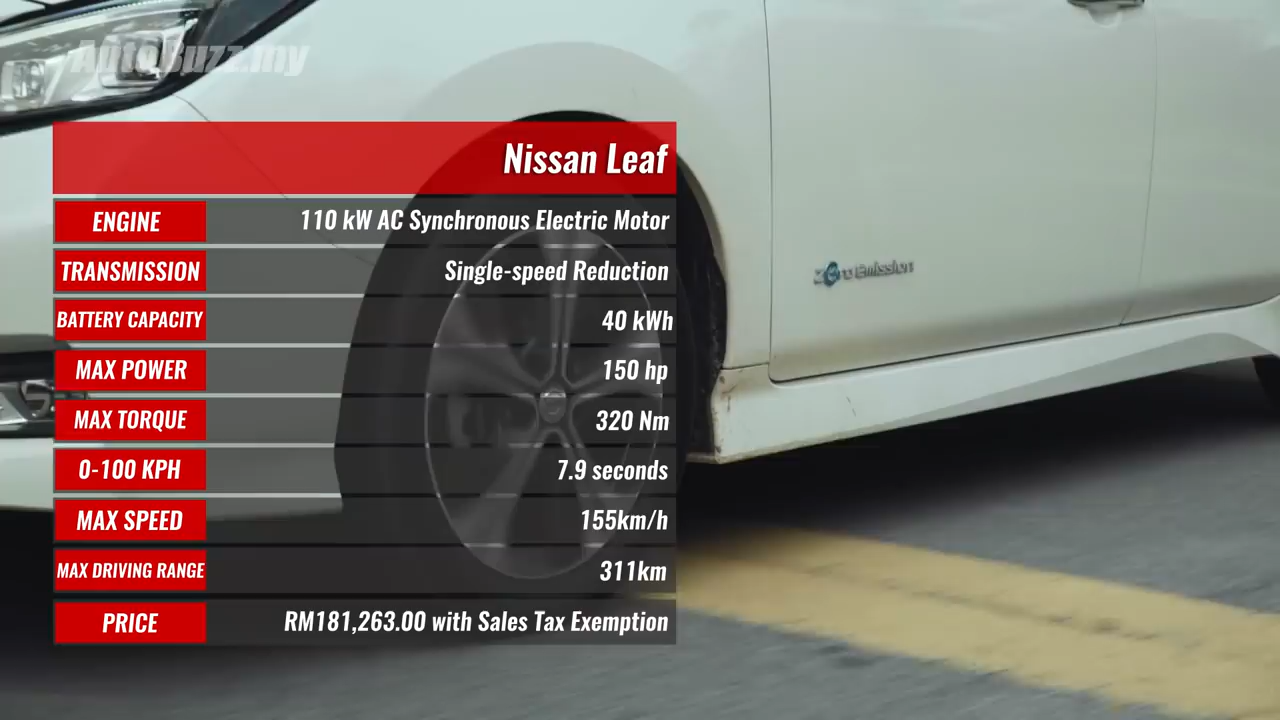 AutoBuzz.my
Nissan Leaf
ENGINE 110 kW AC Synchronous Electric Motor
TRANSMISSION Single-speed Reduction
BATTERY CAPACITY 40 kWh
MAX POWER 150 hp
MAX TORQUE 320 Nm
0-100 KPH 7.9 seconds
MAX SPEED 155km/h
MAX DRIVING RANGE 311km
PRICE RM181,263.00 with Sales Tax Exemption
Zero Emission